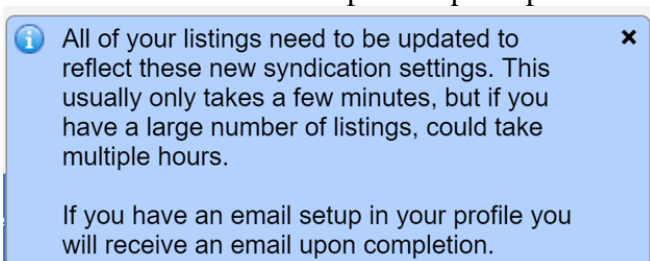 All of your listings need to be updated to
reflect these new syndication settings. This
usually only takes a few minutes, but if you
have a large number of listings, could take
multiple hours.
If you have an email setup in your profile you
will receive an email upon completion.